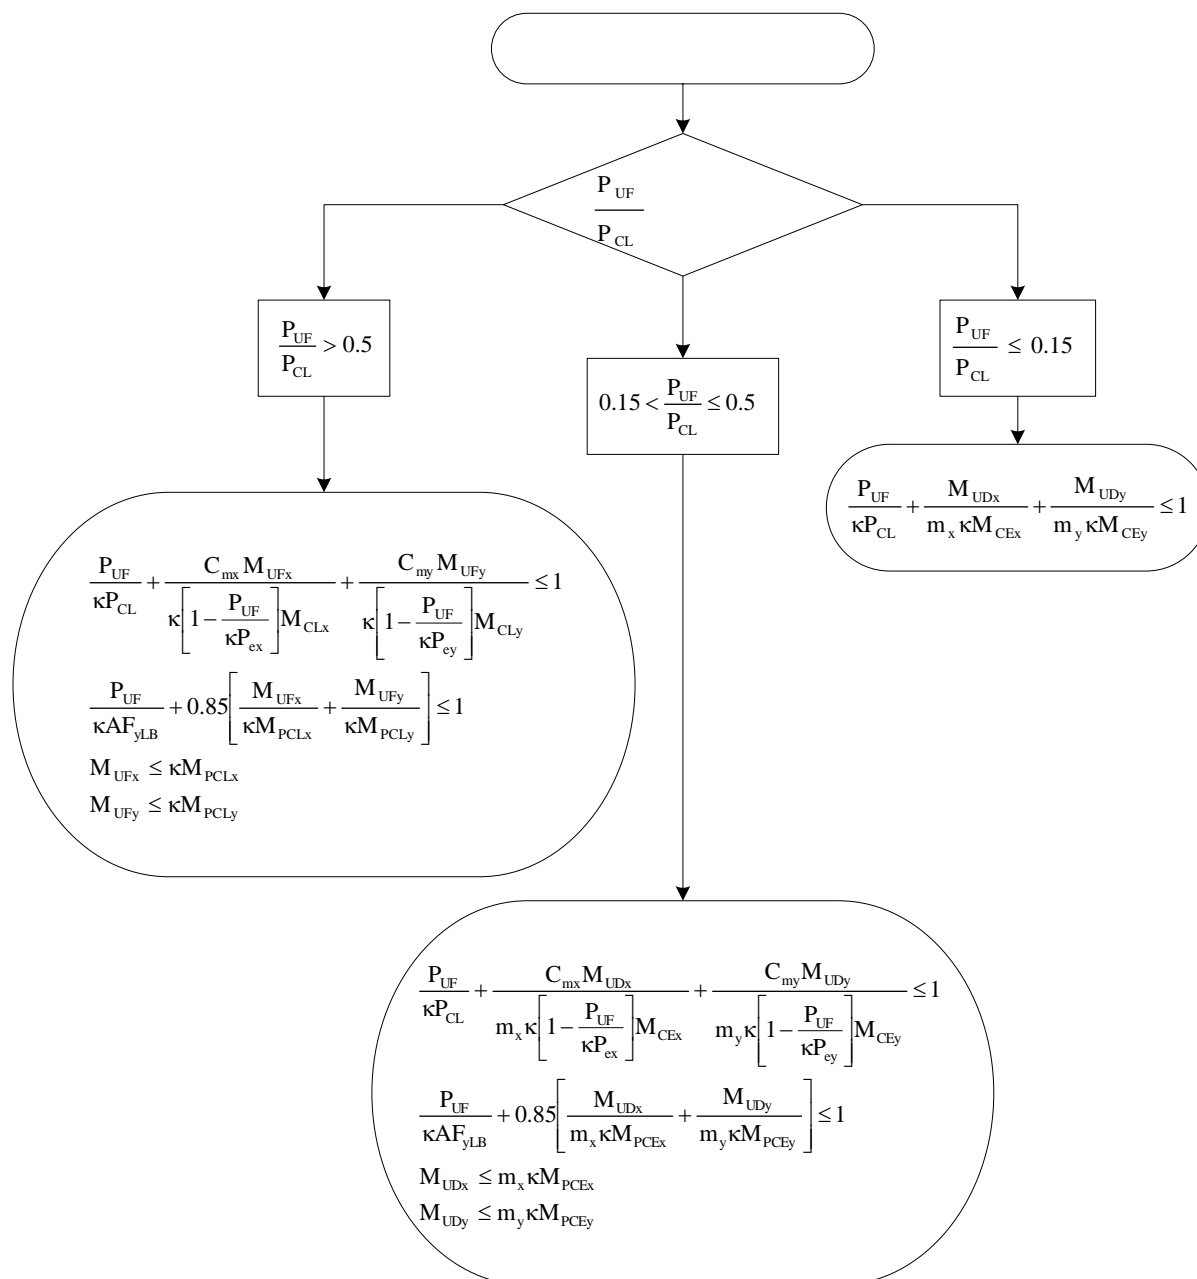 P_UF / P_CL
P_UF / P_CL > 0.5
0.15 < P_UF / P_CL ≤ 0.5
P_UF / P_CL ≤ 0.15
P_UF / κP_CL + M_UDx / m_x κM_CEx + M_UDy / m_y κM_CEy ≤ 1
P_UF / κP_CL + C_mx M_UFx / κ[1 − P_UF / κP_ex] M_CLx + C_my M_UFy / κ[1 − P_UF / κP_ey] M_CLy ≤ 1
P_UF / κAF_yLB + 0.85[M_UFx / κM_PCLx + M_UFy / κM_PCLy] ≤ 1
M_UFx ≤ κM_PCLx
M_UFy ≤ κM_PCLy
P_UF / κP_CL + C_mx M_UDx / m_x κ[1 − P_UF / κP_ex] M_CEx + C_my M_UDy / m_y κ[1 − P_UF / κP_ey] M_CEy ≤ 1
P_UF / κAF_yLB + 0.85[M_UDx / m_x κM_PCEx + M_UDy / m_y κM_PCEy] ≤ 1
M_UDx ≤ m_x κM_PCEx
M_UDy ≤ m_y κM_PCEy